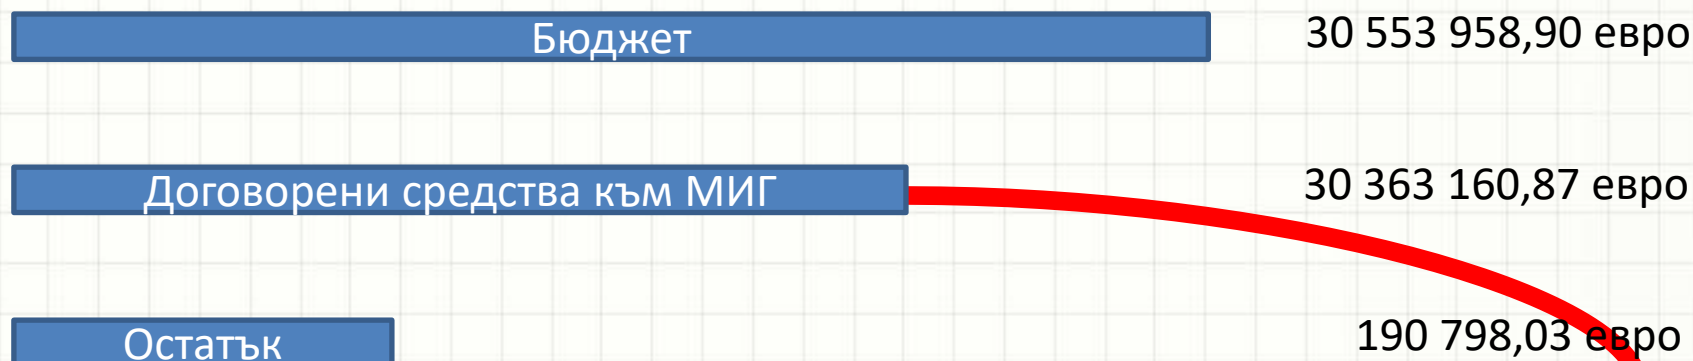 Бюджет 30 553 958,90 евро
Договорени средства към МИГ 30 363 160,87 евро
Остатък 190 798,03 евро